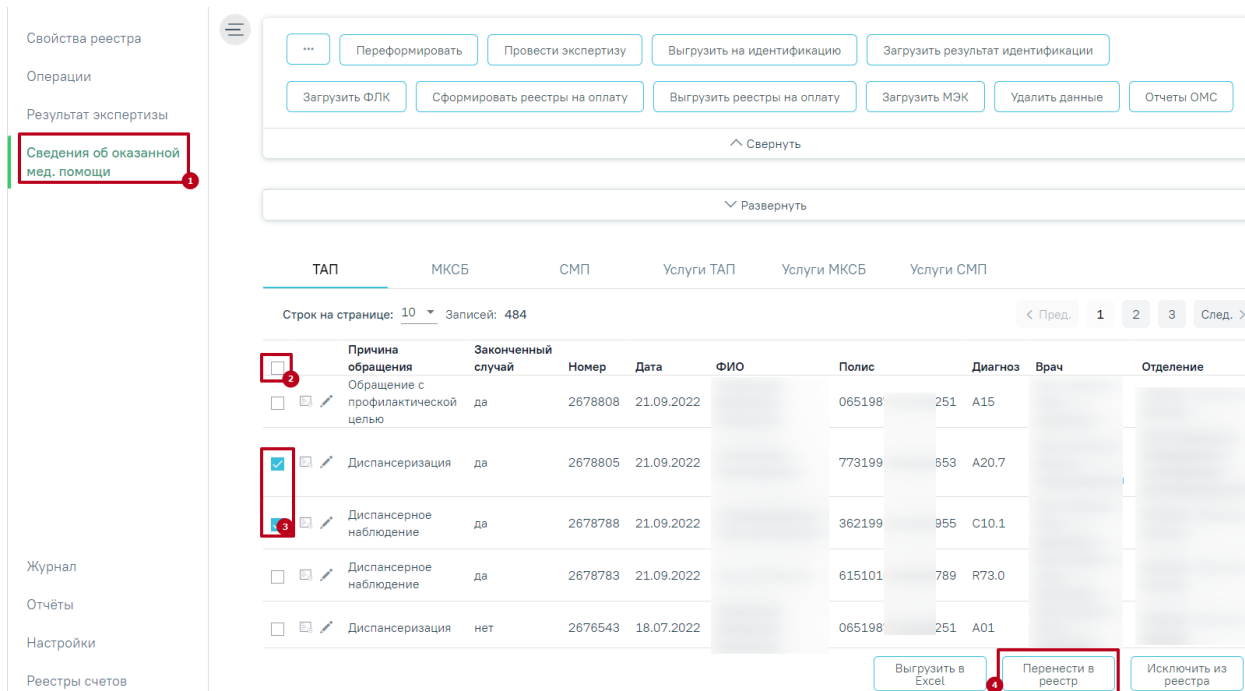 Свойства реестра
Операции
Результат экспертизы
Сведения об оказанной
мед. помощи
1
Журнал
Отчёты
Настройки
Реестры счетов
... Переформировать Провести экспертизу Выгрузить на идентификацию Загрузить результат идентификации
Загрузить ФЛК Сформировать реестры на оплату Выгрузить реестры на оплату Загрузить МЭК Удалить данные Отчеты ОМС
Свернуть
Развернуть
ТАП МКСБ СМП Услуги ТАП Услуги МКСБ Услуги СМП
Строк на странице: 10 Записей: 484 < Пред. 1 2 3 След. >
Причина Законченный
обращения случай Номер Дата ФИО Полис Диагноз Врач Отделение
2
Обращение с
профилактической да 2678808 21.09.2022 065198 251 A15
целью
Диспансеризация да 2678805 21.09.2022 773199 653 A20.7
Диспансерное
наблюдение да 2678788 21.09.2022 362199 955 C10.1
3
Диспансерное
наблюдение да 2678783 21.09.2022 615101 789 R73.0
Диспансеризация нет 2676543 18.07.2022 065198 251 A01
Выгрузить в Перенести в Исключить из
Excel реестр реестра
4